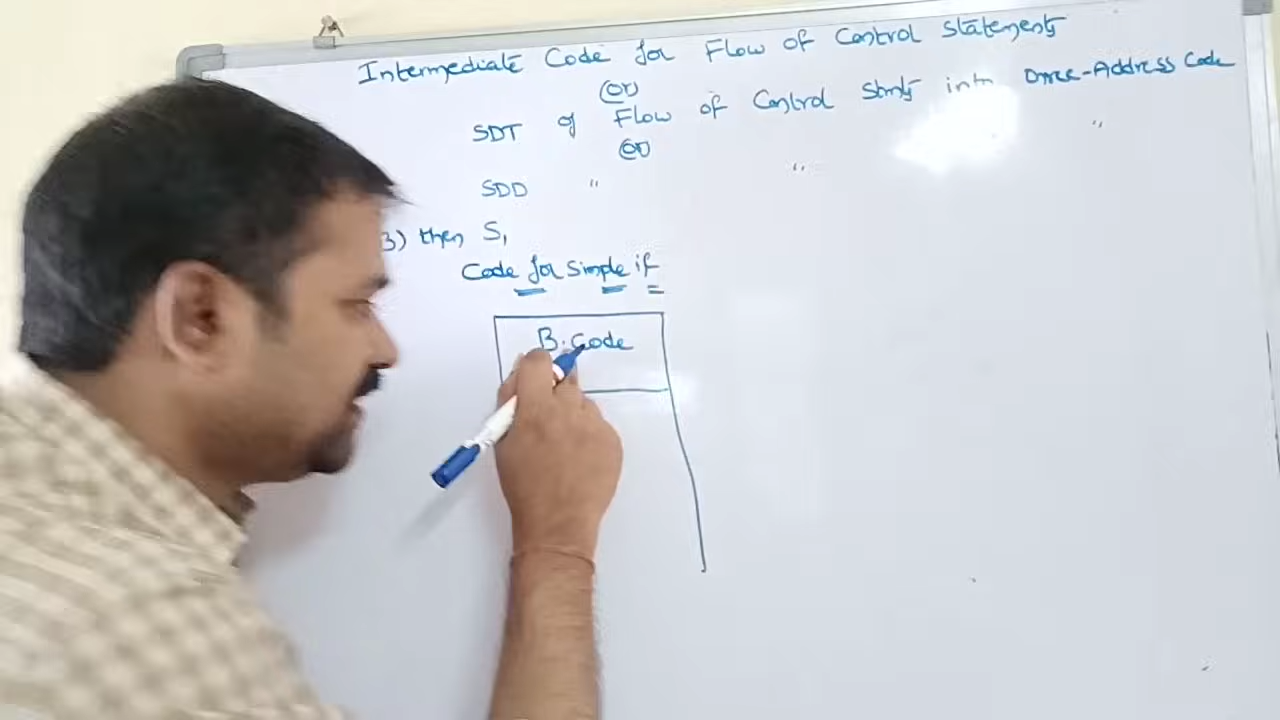 Intermediate Code for Flow of Control Statements
(or)
SDT of Flow of Control Stmts into Three-Address Code
(or)
SDD " " "
B) then S1
Code for Simple if
B.Code